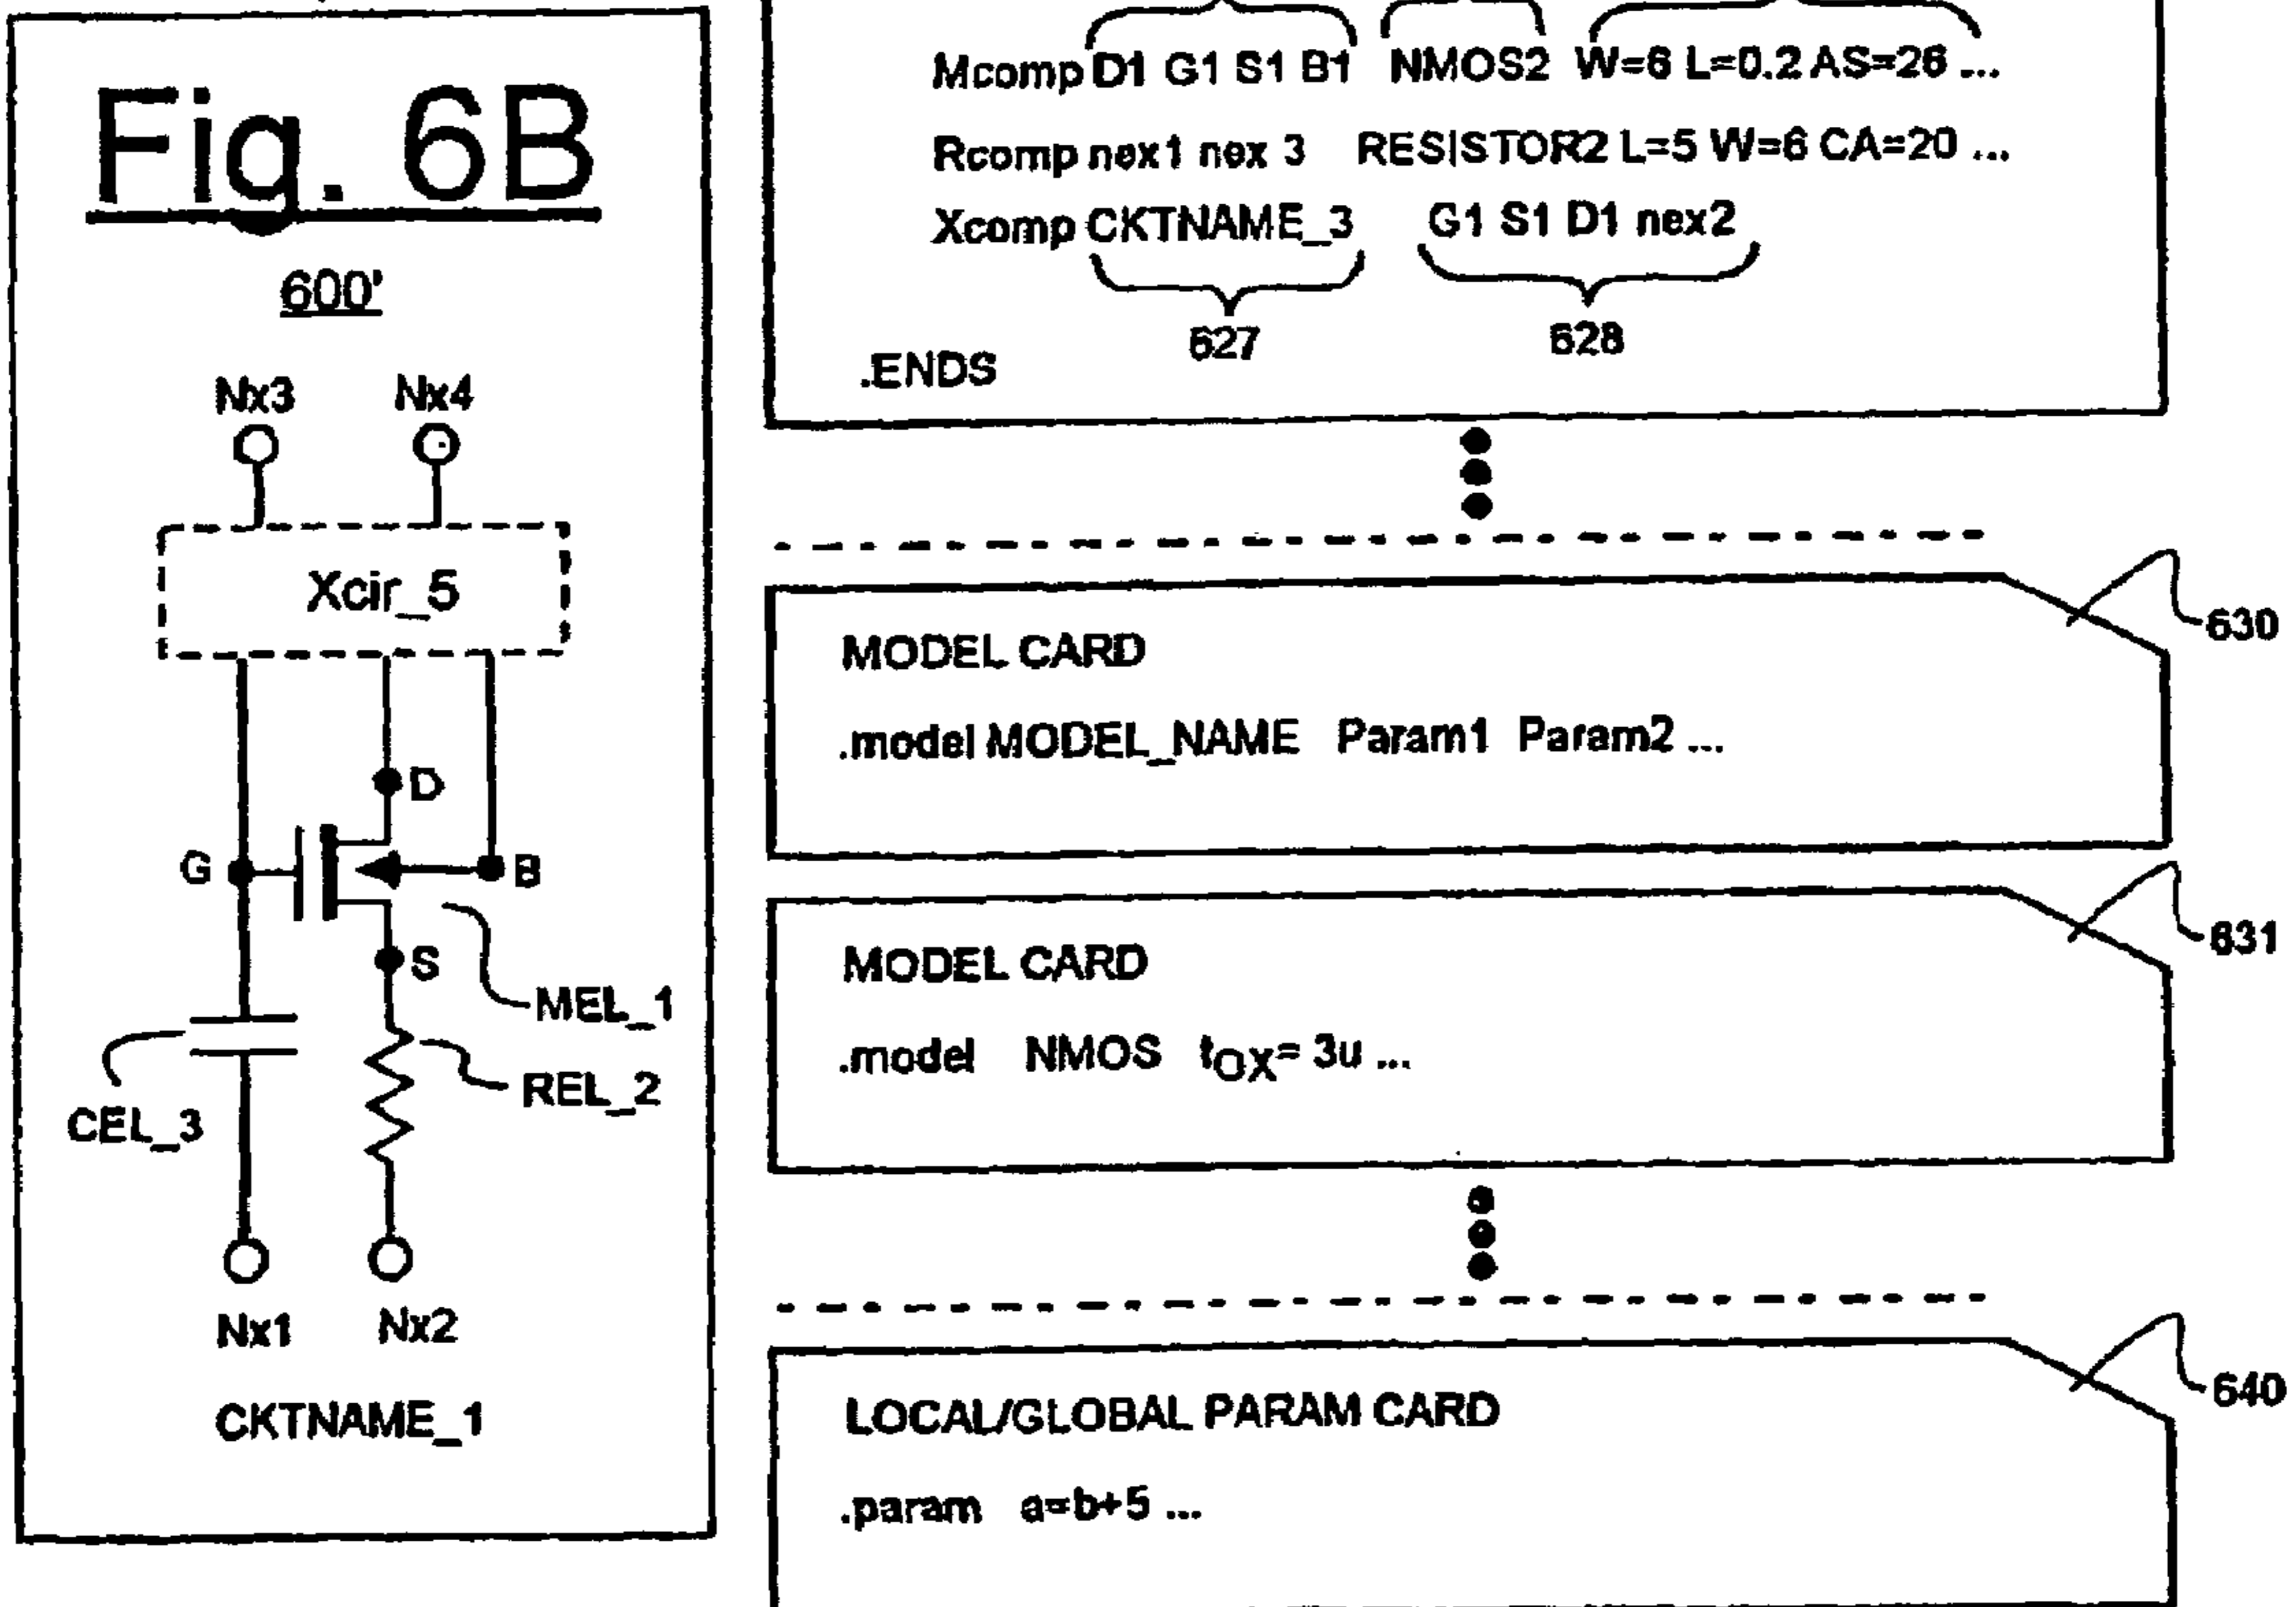 Fig. 6B
600'
Nx3 Nx4
Xcir_5
D
G
B
S
MEL_1
REL_2
CEL_3
Nx1 Nx2
CKTNAME_1
Mcomp D1 G1 S1 B1 NMOS2 W=6 L=0.2 AS=26 ...
Rcomp nex1 nex 3 RESISTOR2 L=5 W=6 CA=20 ...
Xcomp CKTNAME_3 G1 S1 D1 nex2
627 628
.ENDS
630
MODEL CARD
.model MODEL_NAME Param1 Param2 ...
631
MODEL CARD
.model NMOS tOX= 3u ...
640
LOCAL/GLOBAL PARAM CARD
.param a=b+5 ...